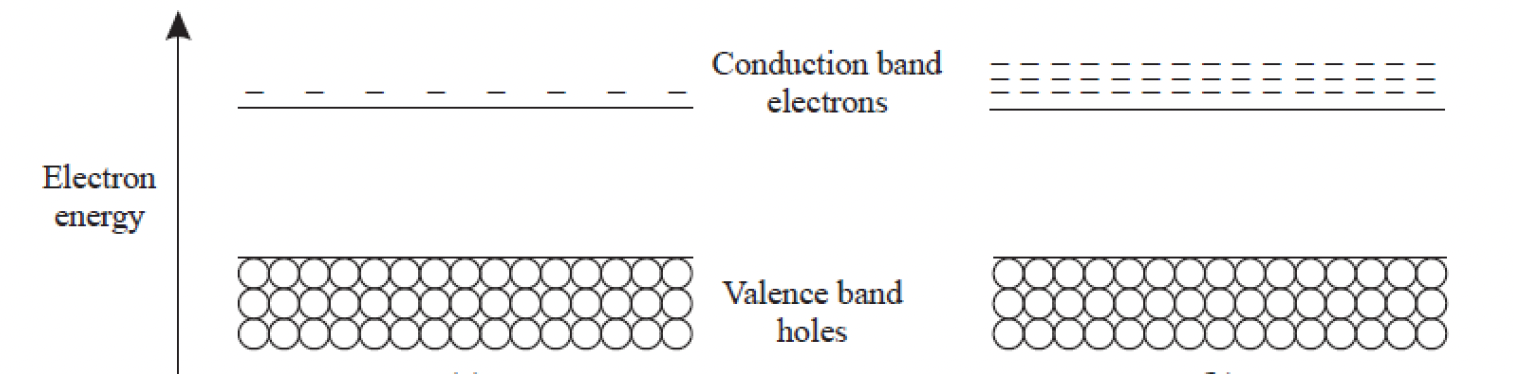 Conduction band
electrons
Electron
energy
Valence band
holes